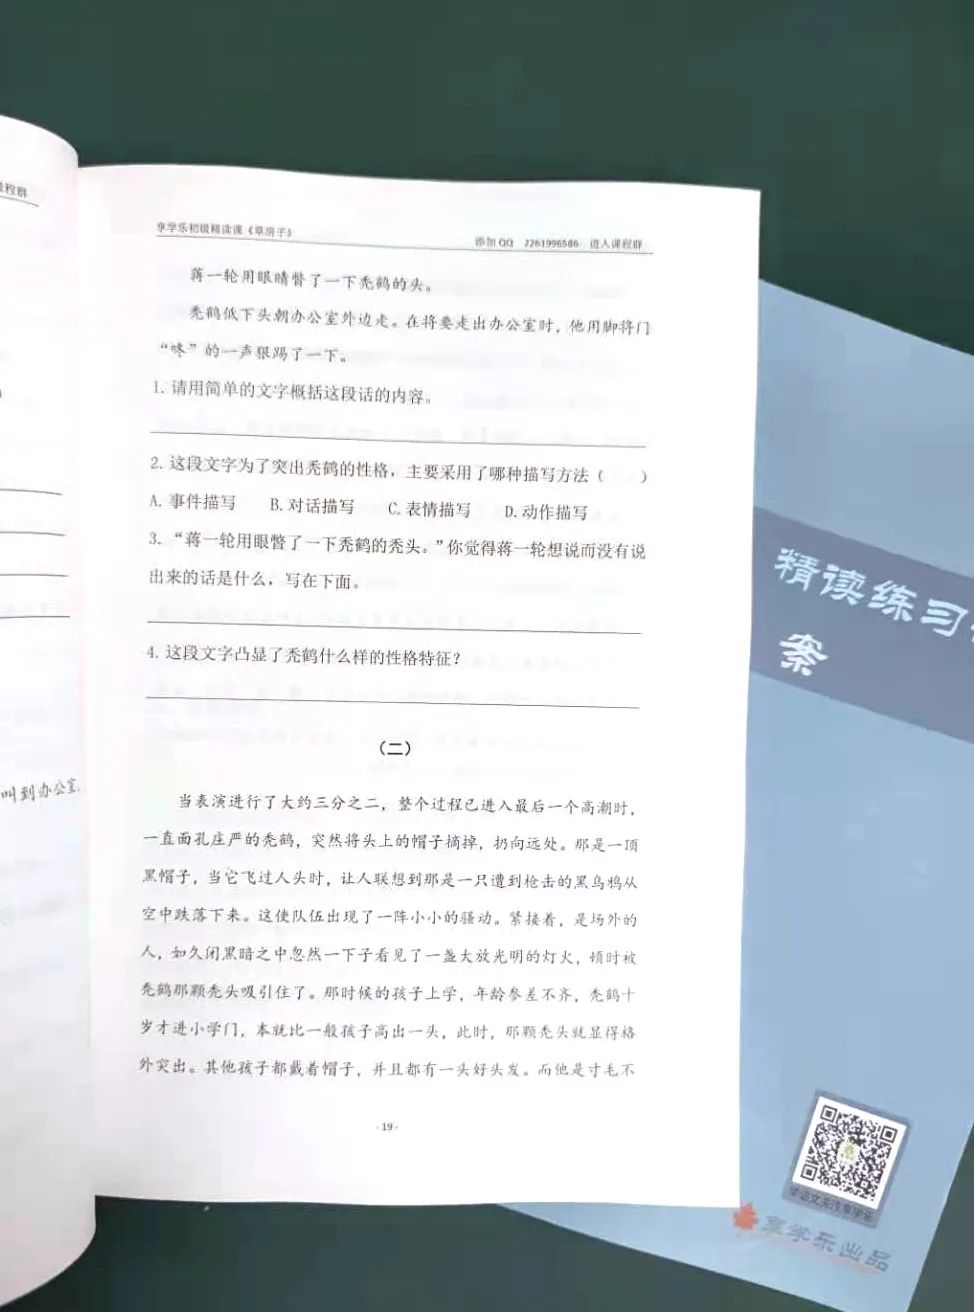 程群
叫到办公室
享学乐初级精读课《草房子》
添加 QQ 2261996586 进入课程群
蒋一轮用眼睛瞥了一下秃鹤的头。
秃鹤低下头朝办公室外边走。在将要走出办公室时，他用脚将门
“咚”的一声狠踢了一下。
1. 请用简单的文字概括这段话的内容。
2. 这段文字为了突出秃鹤的性格，主要采用了哪种描写方法（ ）
A. 事件描写 B. 对话描写 C. 表情描写 D. 动作描写
3. “蒋一轮用眼瞥了一下秃鹤的秃头。”你觉得蒋一轮想说而没有说
出来的话是什么，写在下面。
4. 这段文字凸显了秃鹤什么样的性格特征？
（二）
当表演进行了大约三分之二，整个过程已进入最后一个高潮时，
一直面孔庄严的秃鹤，突然将头上的帽子摘掉，扔向远处。那是一顶
黑帽子，当它飞过人头时，让人联想到那是一只遭到枪击的黑乌鸦从
空中跌落下来。这使队伍出现了一阵小小的骚动。紧接着，是场外的
人，如久闭黑暗之中忽然一下子看见了一盏大放光明的灯火，顿时被
秃鹤那颗秃头吸引住了。那时候的孩子上学，年龄参差不齐，秃鹤十
岁才进小学门，本就比一般孩子高出一头，此时，那颗秃头就显得格
外突出。其他孩子都戴着帽子，并且都有一头好头发。而他是寸毛不
-19-
精读练习
案
学语文关注享学乐
享学乐出品